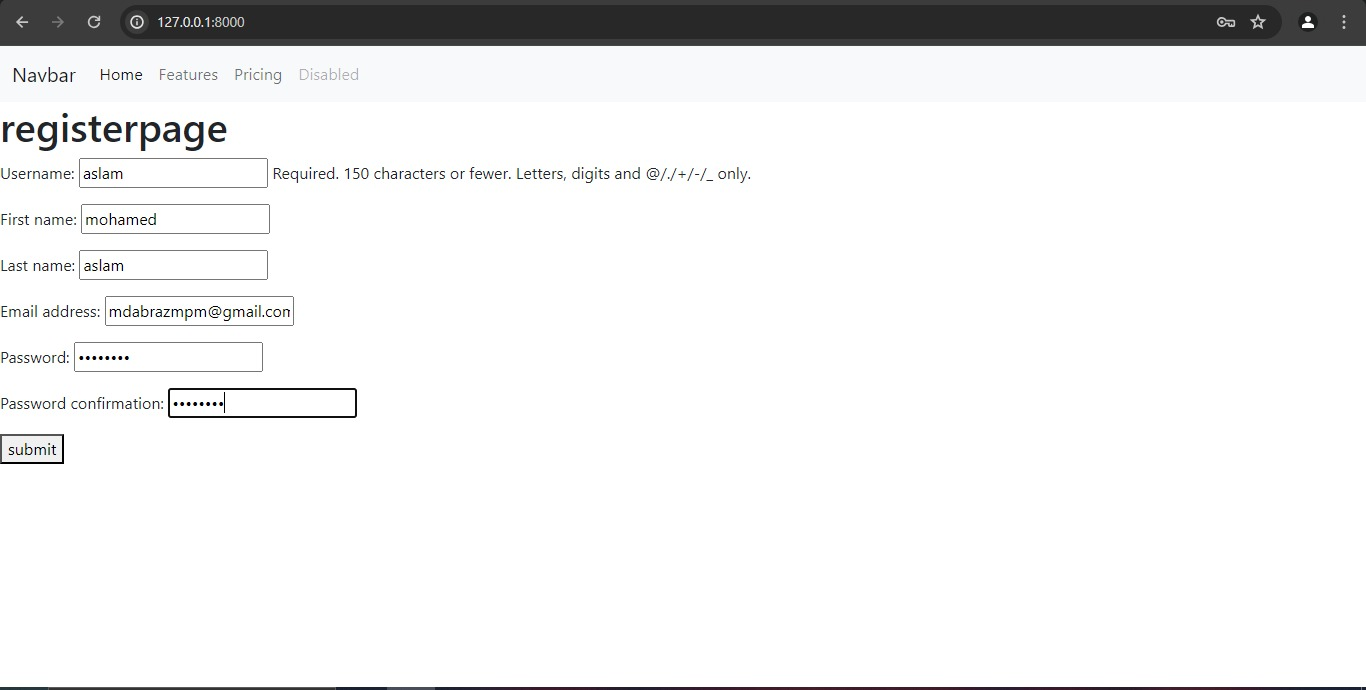 127.0.0.1:8000
Navbar Home Features Pricing Disabled
registerpage
Username: aslam Required. 150 characters or fewer. Letters, digits and @/./+/-/_ only.
First name: mohamed
Last name: aslam
Email address: mdabrazmpm@gmail.com
Password: ••••••••
Password confirmation: ••••••••
submit